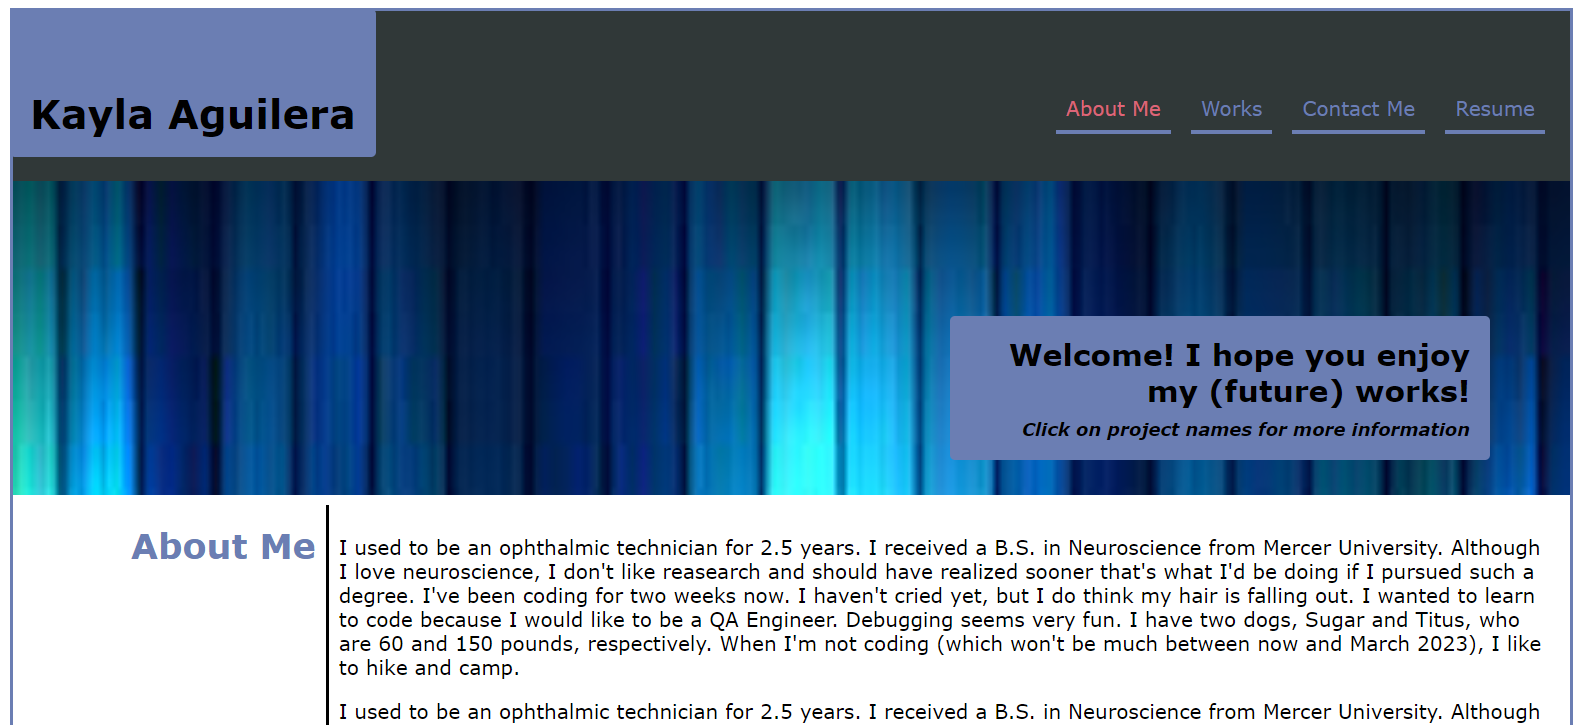 Kayla Aguilera
About Me
Works
Contact Me
Resume
Welcome! I hope you enjoy
my (future) works!
Click on project names for more information
About Me
I used to be an ophthalmic technician for 2.5 years. I received a B.S. in Neuroscience from Mercer University. Although
I love neuroscience, I don't like reasearch and should have realized sooner that's what I'd be doing if I pursued such a
degree. I've been coding for two weeks now. I haven't cried yet, but I do think my hair is falling out. I wanted to learn
to code because I would like to be a QA Engineer. Debugging seems very fun. I have two dogs, Sugar and Titus, who
are 60 and 150 pounds, respectively. When I'm not coding (which won't be much between now and March 2023), I like
to hike and camp.
I used to be an ophthalmic technician for 2.5 years. I received a B.S. in Neuroscience from Mercer University. Although